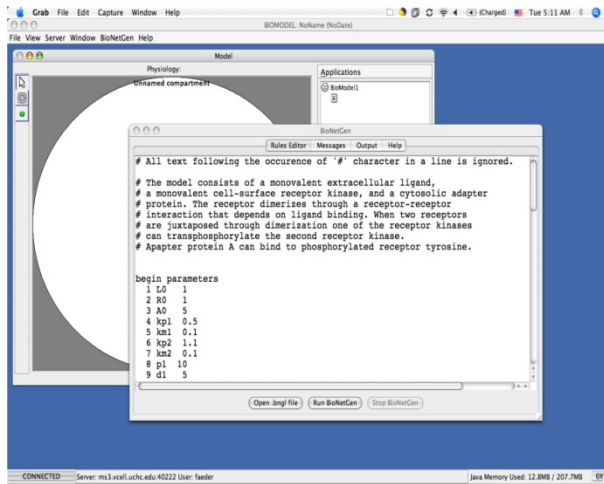 Grab File Edit Capture Window Help (Charged) Tue 5:11 AM
BIOMODEL: NoName (NoDate)
File View Server Window BioNetGen Help
Model
Physiology:
Unnamed compartment
Applications
BioModel1
BioNetGen
Rules Editor Messages Output Help
# All text following the occurence of '#' character in a line is ignored.
# The model consists of a monovalent extracellular ligand,
# a monovalent cell-surface receptor kinase, and a cytosolic adapter
# protein. The receptor dimerizes through a receptor-receptor
# interaction that depends on ligand binding. When two receptors
# are juxtaposed through dimerization one of the receptor kinases
# can transphosphorylate the second receptor kinase.
# Apapter protein A can bind to phosphorylated receptor tyrosine.
begin parameters
1 L0 1
2 R0 1
3 A0 5
4 kp1 0.5
5 km1 0.1
6 kp2 1.1
7 km2 0.1
8 p1 10
9 d1 5
Open .bngl file Run BioNetGen Stop BioNetGen
CONNECTED Server: ms3.vcell.uchc.edu:40222 User: faeder Java Memory Used: 12.8MB / 207.7MB